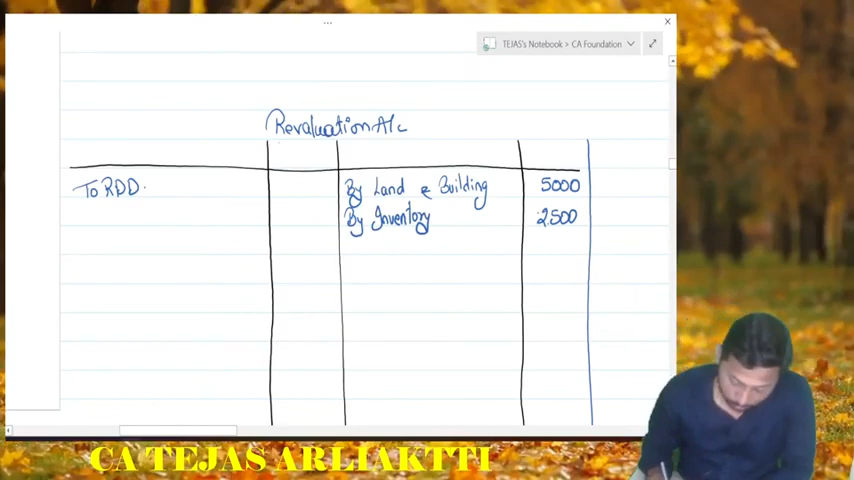 TEJAS's Notebook > CA Foundation
Revaluation A/c
To RDD.
By Land & Building 5000
By Inventory 2500
CA TEJAS ARLIAKTTI